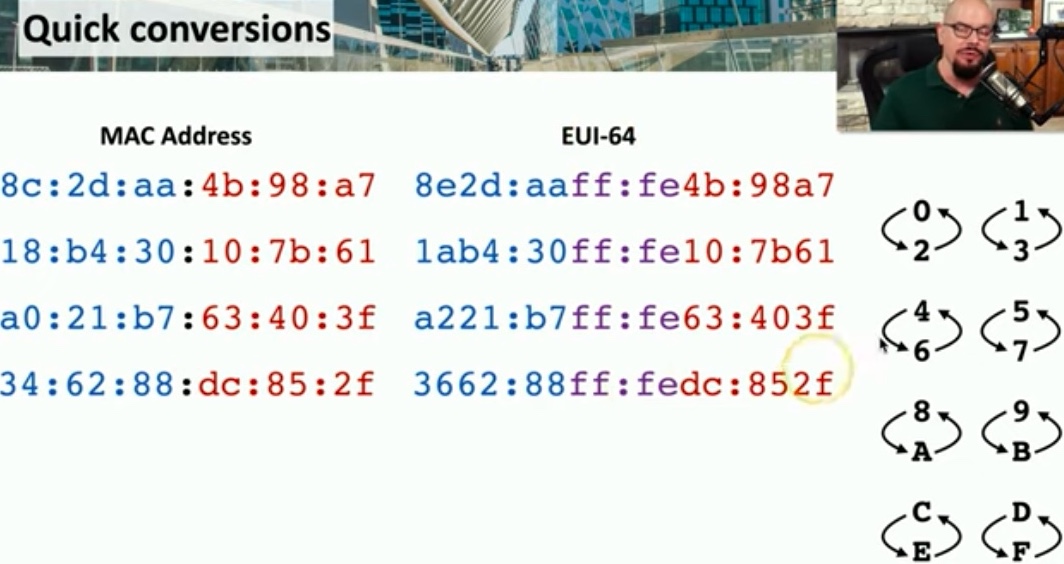 Quick conversions
MAC Address EUI-64
8c:2d:aa:4b:98:a7 8e2d:aaff:fe4b:98a7
18:b4:30:10:7b:61 1ab4:30ff:fe10:7b61
a0:21:b7:63:40:3f a221:b7ff:fe63:403f
34:62:88:dc:85:2f 3662:88ff:fedc:852f
0 1
2 3
4 5
6 7
8 9
A B
C D
E F